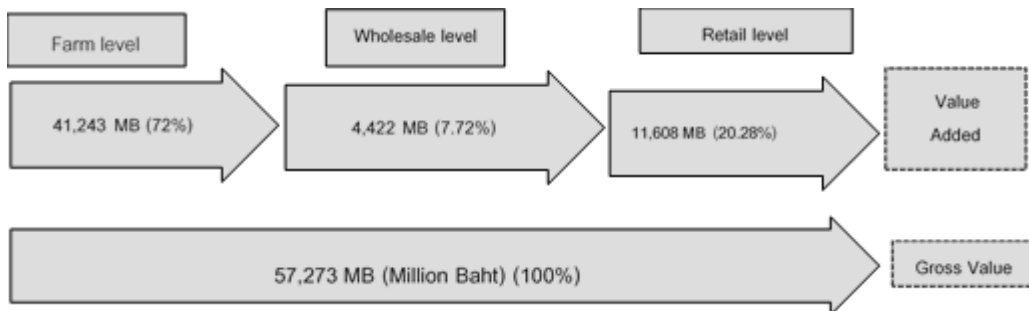 Farm level
Wholesale level
Retail level
41,243 MB (72%)
4,422 MB (7.72%)
11,608 MB (20.28%)
Value
Added
57,273 MB (Million Baht) (100%)
Gross Value